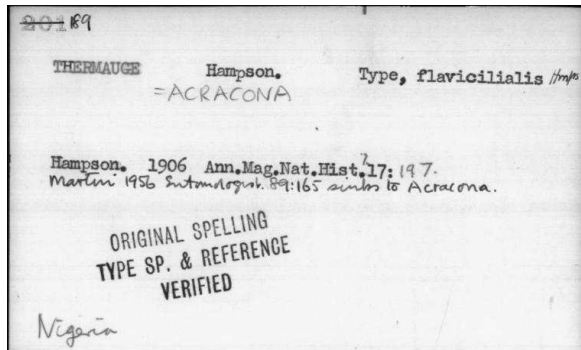 20189
THERMAUGE Hampson. Type, flavicilialis Hmps
=ACRACONA
Hampson. 1906 Ann.Mag.Nat.Hist.7 17: 197.
Martin 1956 Entomologist. 89:165 sinks to Acracona.
ORIGINAL SPELLING
TYPE SP. & REFERENCE
VERIFIED
Nigeria